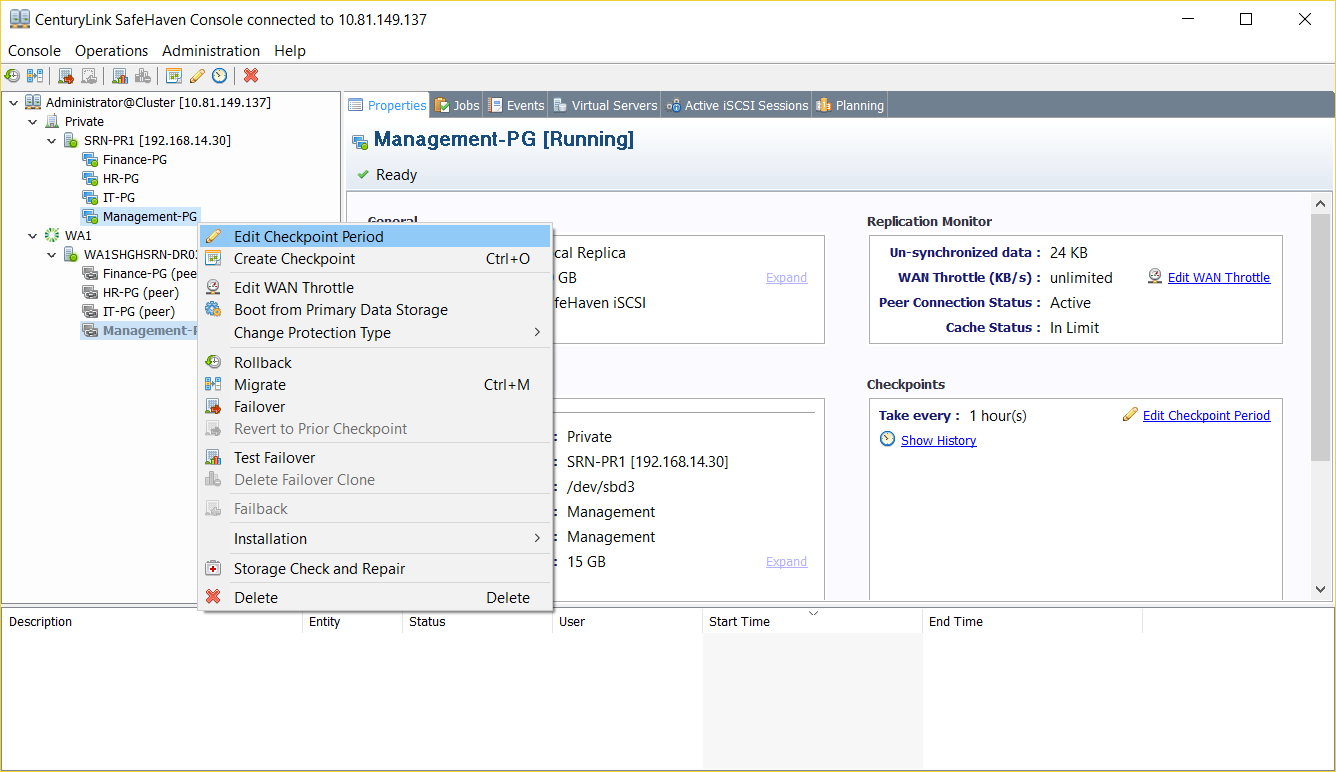 CenturyLink SafeHaven Console connected to 10.81.149.137
Console Operations Administration Help
Administrator@Cluster [10.81.149.137]
Private
SRN-PR1 [192.168.14.30]
Finance-PG
HR-PG
IT-PG
Management-PG
WA1
WA1SHGHSRN-DR0
Finance-PG (pee
HR-PG (peer)
IT-PG (peer)
Management-P
Edit Checkpoint Period
Create Checkpoint Ctrl+O
Edit WAN Throttle
Boot from Primary Data Storage
Change Protection Type
Rollback
Migrate Ctrl+M
Failover
Revert to Prior Checkpoint
Test Failover
Delete Failover Clone
Failback
Installation
Storage Check and Repair
Delete Delete
Properties Jobs Events Virtual Servers Active iSCSI Sessions Planning
Management-PG [Running]
Ready
General
cal Replica
GB Expand
feHaven iSCSI
: Private
: SRN-PR1 [192.168.14.30]
: /dev/sbd3
: Management
: Management
: 15 GB Expand
Replication Monitor
Un-synchronized data : 24 KB
WAN Throttle (KB/s) : unlimited Edit WAN Throttle
Peer Connection Status : Active
Cache Status : In Limit
Checkpoints
Take every : 1 hour(s) Edit Checkpoint Period
Show History
Description Entity Status User Start Time End Time